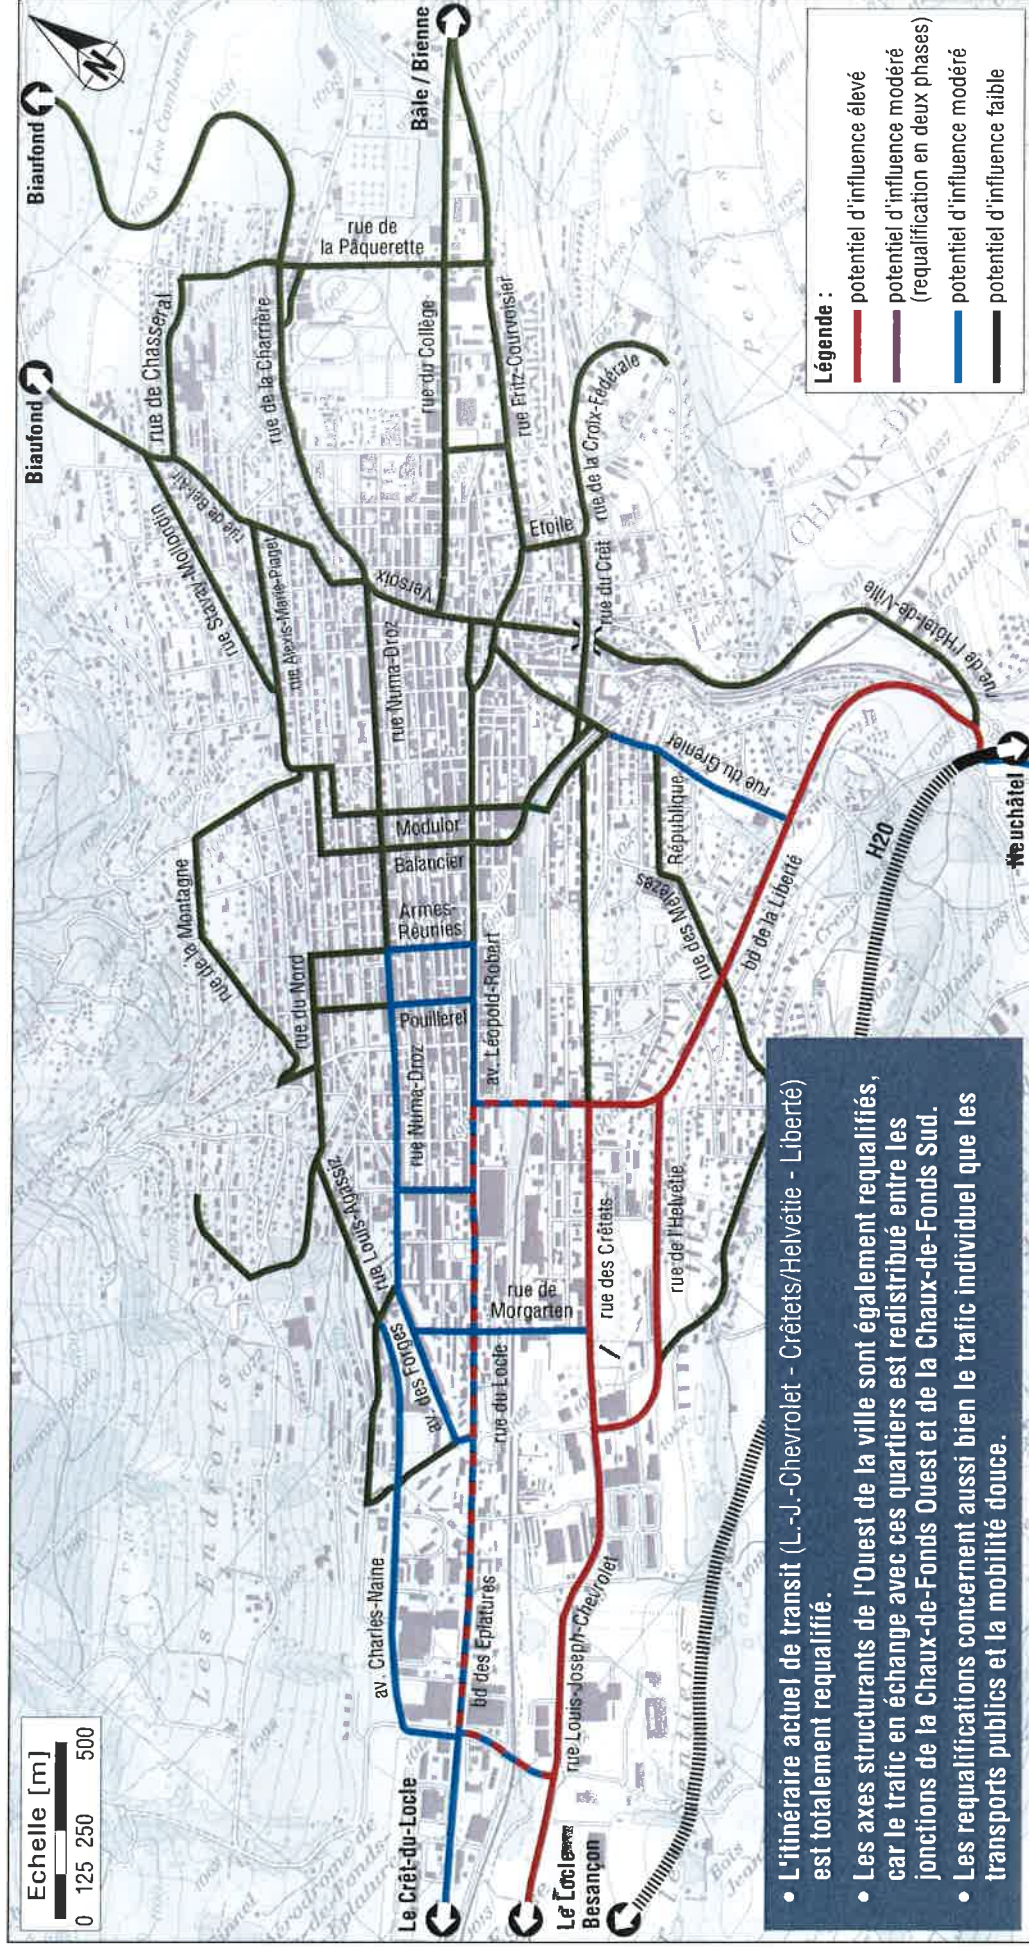 Echelle [m]
0 125 250 500
Biaufond
Biaufond
Bâle / Bienne
Le Crêt-du-Locle
Le Locle
Besançon
Neuchâtel
N
rue de Chasseral
rue de la Charrière
rue de
la Pâquerette
rue du Collège
rue Fritz-Courvoisier
rue de la Croix-Fédérale
Etoile
rue du Crêt
rue de l'Hôtel-de-Ville
rue Stavay-Mollondin
rue de Bel-Air
rue Alexis-Marie-Piaget
Versoix
rue Numa-Droz
Modulor
Balancier
Armes-
Réunies
Pouillerel
rue de la Montagne
rue du Nord
rue Numa-Droz
av. Léopold-Robert
rue Louis-Agassiz
av. des Forges
rue de
Morgarten
rue du Locle
rue des Crêtets
rue de l'Helvétie
rue du Grenier
République
rue des Mélèzes
bd de la Liberté
H20
av. Charles-Naine
bd des Eplatures
rue Louis-Joseph-Chevrolet
LA CHAUX-DE
Les Combettes
Légende :
potentiel d'influence élevé
potentiel d'influence modéré
(requalification en deux phases)
potentiel d'influence modéré
potentiel d'influence faible
• L'itinéraire actuel de transit (L.-J.-Chevrolet - Crêtets/Helvétie - Liberté)
est totalement requalifié.
• Les axes structurants de l'Ouest de la ville sont également requalifiés,
car le trafic en échange avec ces quartiers est redistribué entre les
jonctions de la Chaux-de-Fonds Ouest et de la Chaux-de-Fonds Sud.
• Les requalifications concernent aussi bien le trafic individuel que les
transports publics et la mobilité douce.